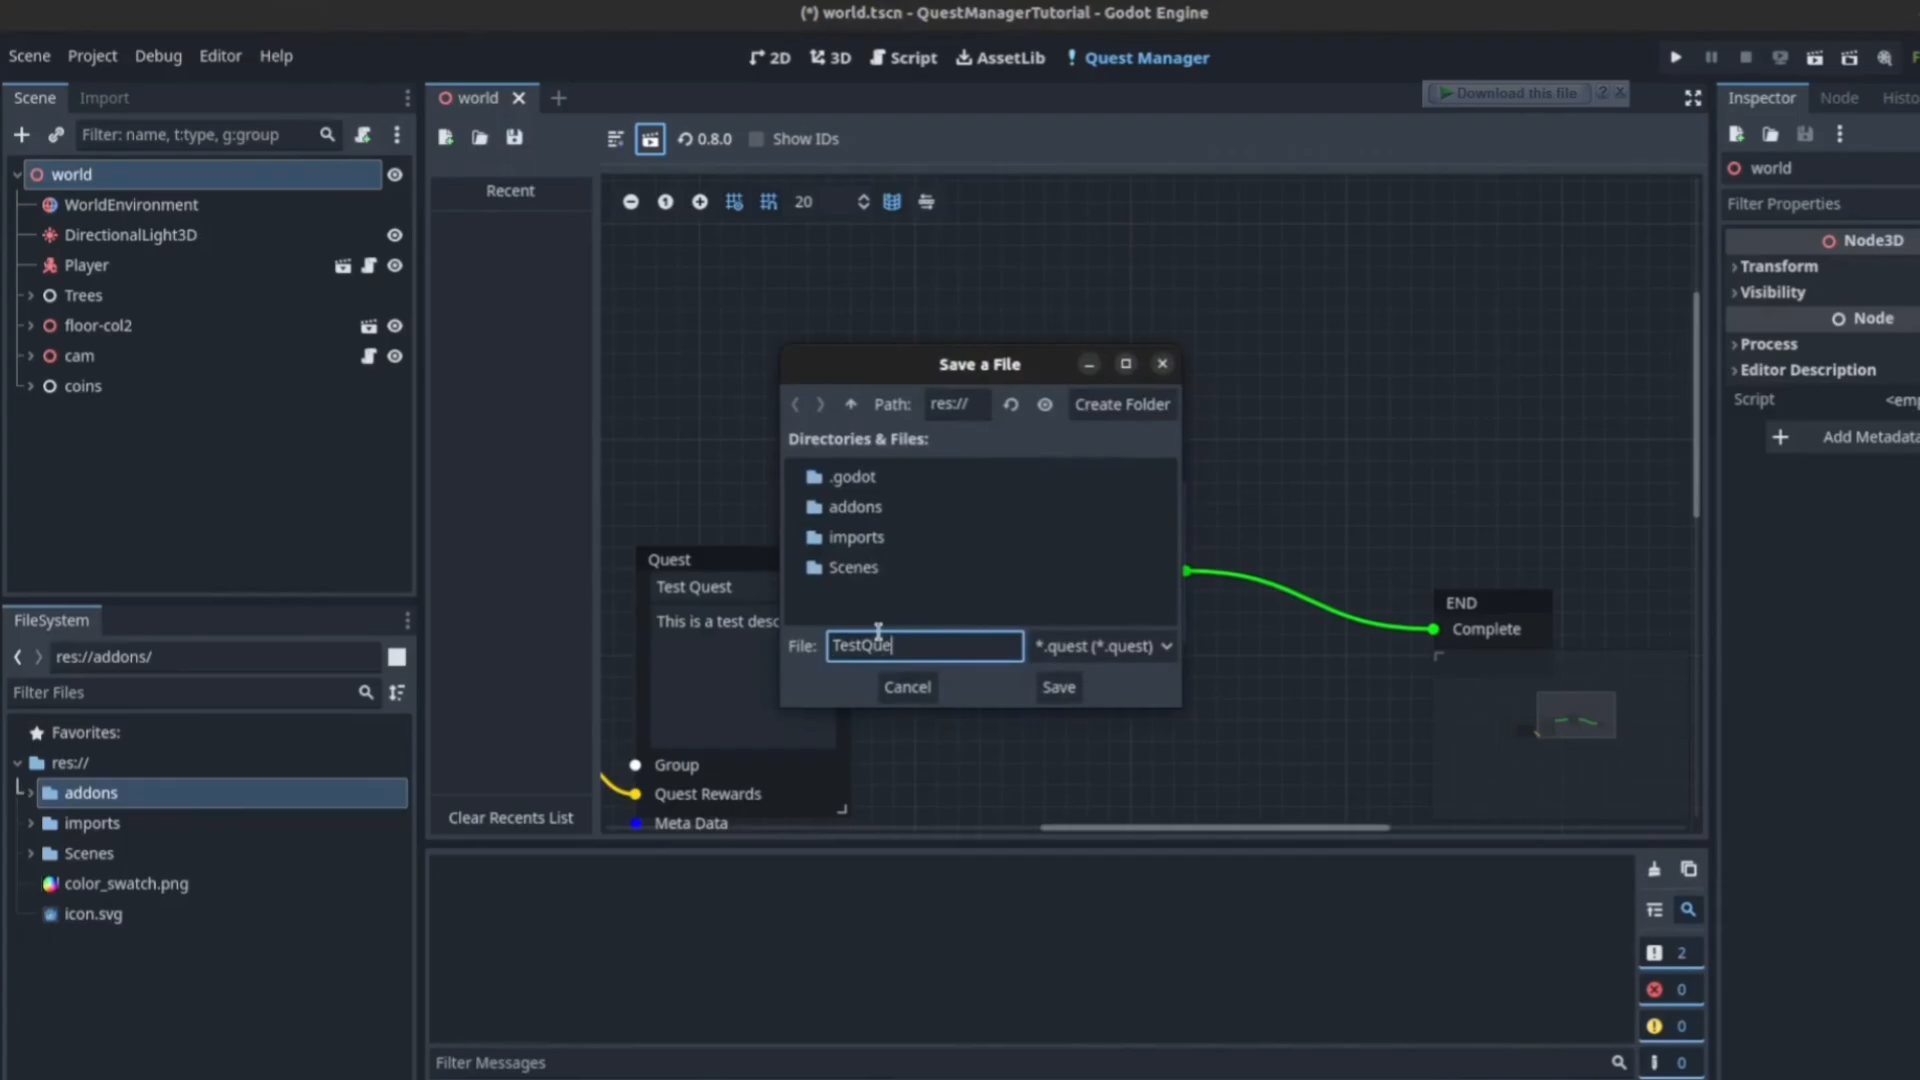 (*) world.tscn - QuestManagerTutorial - Godot Engine
Scene Project Debug Editor Help
2D 3D Script AssetLib Quest Manager
Scene Import
world
Download this file ?
Inspector Node Histo
Filter: name, t:type, g:group
0.8.0 Show IDs
world
WorldEnvironment
DirectionalLight3D
Player
Trees
floor-col2
cam
coins
Recent
Clear Recents List
20
Quest
Test Quest
This is a test desc
Group
Quest Rewards
Meta Data
Save a File
Path: res:// Create Folder
Directories & Files:
.godot
addons
imports
Scenes
File: TestQue *.quest (*.quest)
Cancel Save
END
Complete
world
Filter Properties
Node3D
Transform
Visibility
Node
Process
Editor Description
Script <emp
Add Metadata
FileSystem
res://addons/
Filter Files
Favorites:
res://
addons
imports
Scenes
color_swatch.png
icon.svg
2
0
0
0
Filter Messages